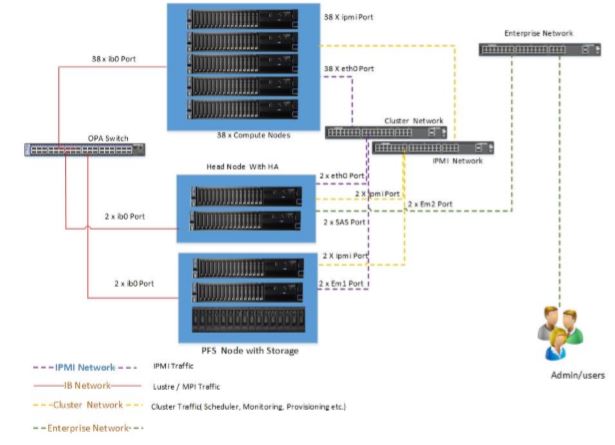 38 X ipmi Port
Enterprise Network
38 x ib0 Port
38 X eth0 Port
Cluster Network
OPA Switch
38 x Compute Nodes
IPMI Network
Head Node With HA
2 x eth0 Port
2 X ipmi Port
2 x Em2 Port
2 x ib0 Port
2 x SAS Port
2 X ipmi Port
2 x ib0 Port
2 x Em1 Port
PFS Node with Storage
Admin/users
IPMI Network
IPMI Traffic
IB Network
Lustre / MPI Traffic
Cluster Network
Cluster Traffic( Scheduler, Monitoring, Provisioning etc.)
Enterprise Network